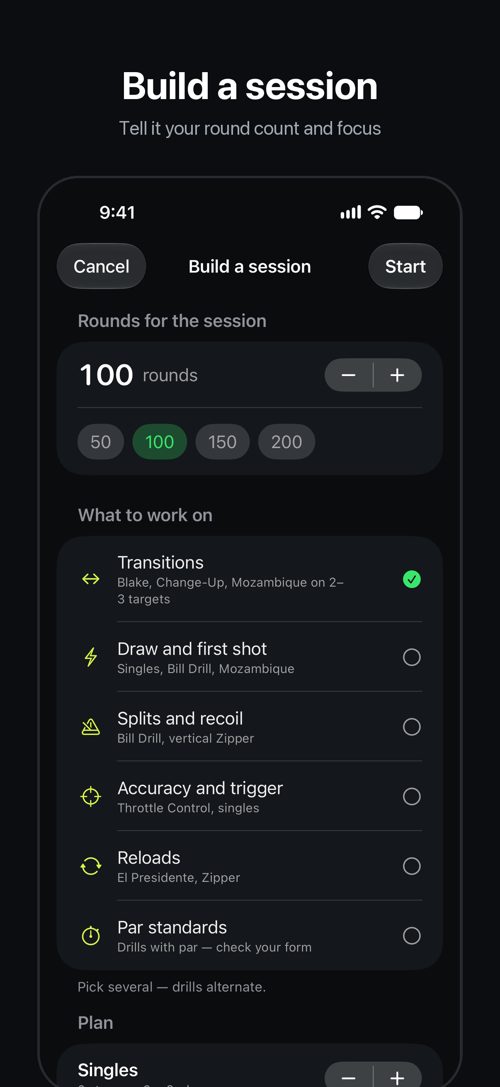 Build a session
Tell it your round count and focus
9:41
Cancel
Build a session
Start
Rounds for the session
100 rounds
− +
50 100 150 200
What to work on
Transitions
Blake, Change-Up, Mozambique on 2–
3 targets
Draw and first shot
Singles, Bill Drill, Mozambique
Splits and recoil
Bill Drill, vertical Zipper
Accuracy and trigger
Throttle Control, singles
Reloads
El Presidente, Zipper
Par standards
Drills with par — check your form
Pick several — drills alternate.
Plan
Singles
− +